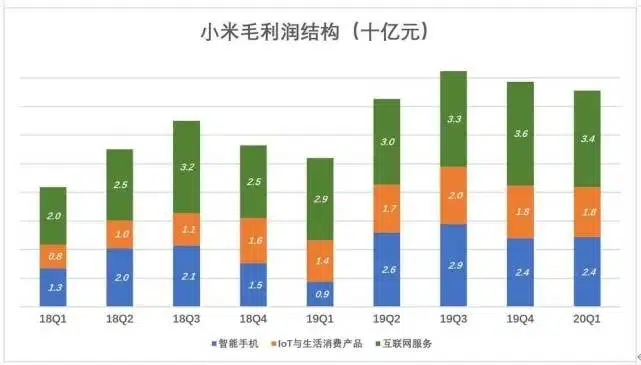 小米毛利润结构（十亿元）
2.0 2.5 3.2 2.5 2.9 3.0 3.3 3.6 3.4
0.8 1.0 1.1 1.6 1.4 1.7 2.0 1.8 1.8
1.3 2.0 2.1 1.5 0.9 2.6 2.9 2.4 2.4
18Q1 18Q2 18Q3 18Q4 19Q1 19Q2 19Q3 19Q4 20Q1
智能手机 IoT与生活消费产品 互联网服务